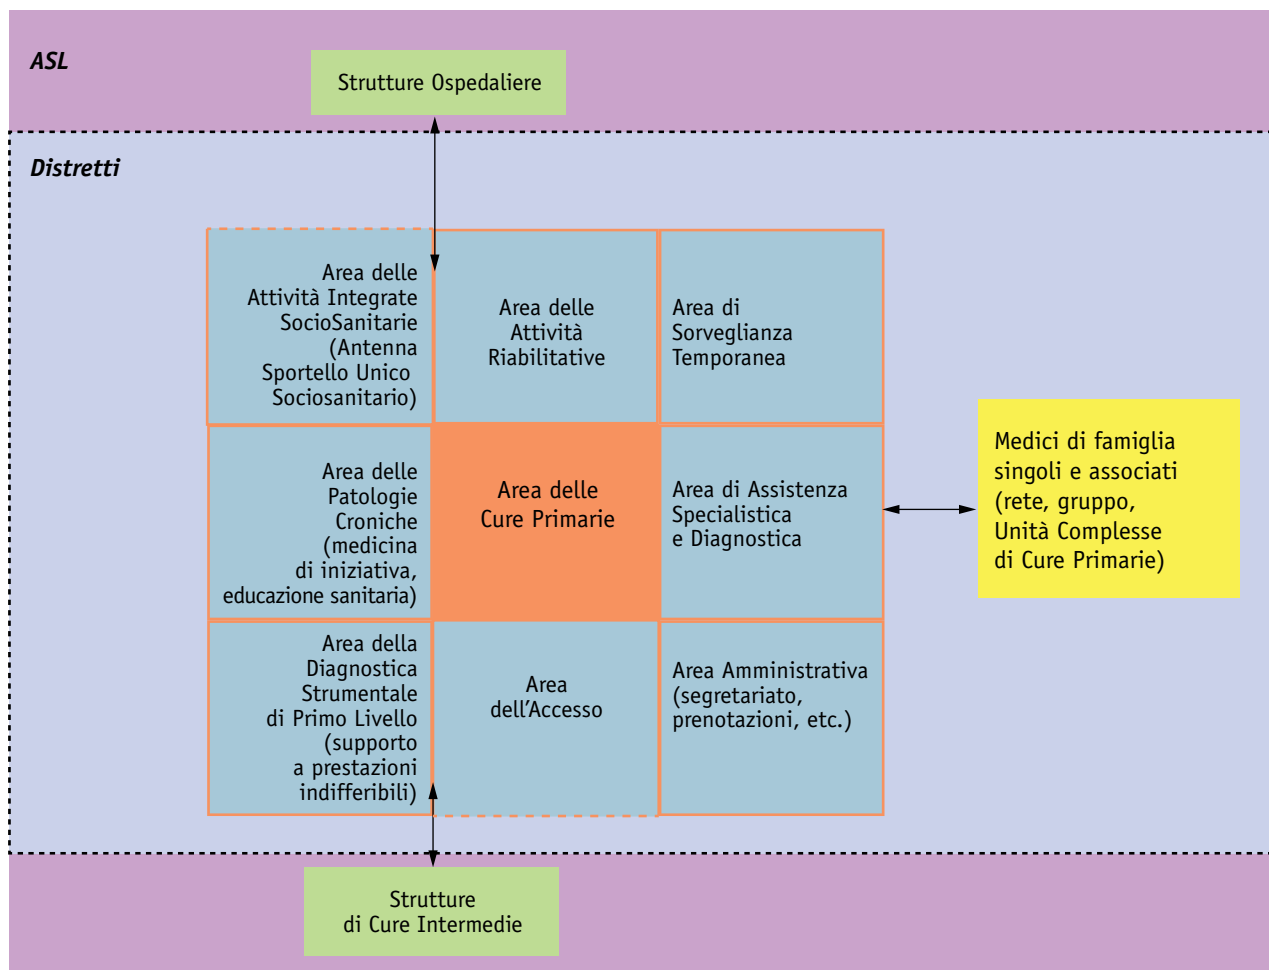 ASL
Strutture Ospedaliere
Distretti
Area delle
Attività Integrate
SocioSanitarie
(Antenna
Sportello Unico
Sociosanitario)
Area delle
Attività
Riabilitative
Area di
Sorveglianza
Temporanea
Area delle
Patologie
Croniche
(medicina
di iniziativa,
educazione sanitaria)
Area delle
Cure Primarie
Area di Assistenza
Specialistica
e Diagnostica
Medici di famiglia
singoli e associati
(rete, gruppo,
Unità Complesse
di Cure Primarie)
Area della
Diagnostica
Strumentale
di Primo Livello
(supporto
a prestazioni
indifferibili)
Area
dell'Accesso
Area Amministrativa
(segretariato,
prenotazioni, etc.)
Strutture
di Cure Intermedie